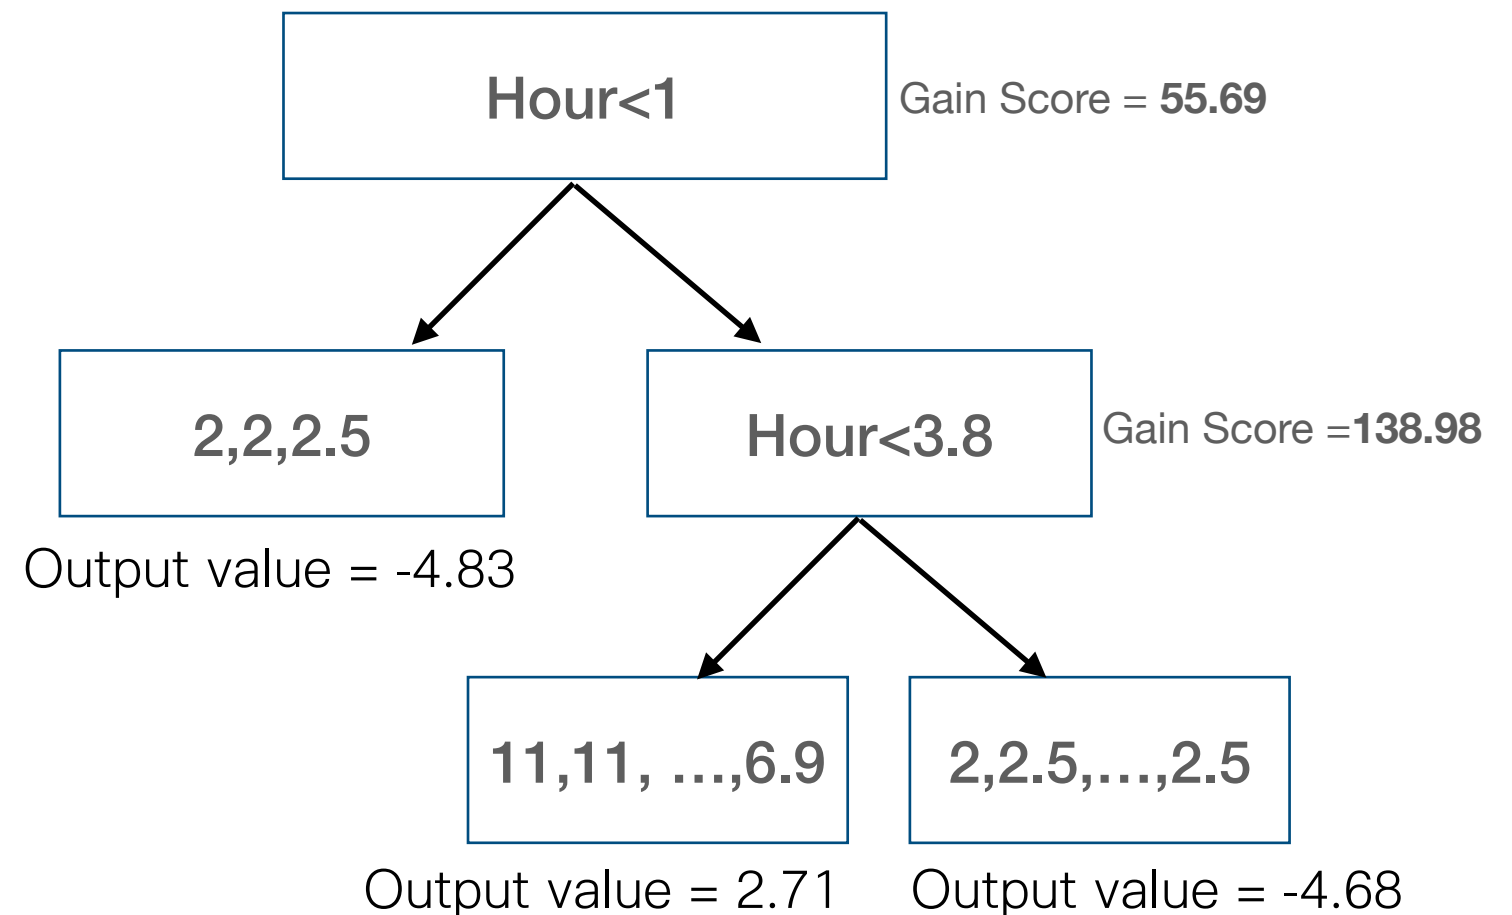 Hour<1
Gain Score = 55.69
2,2,2.5
Hour<3.8
Gain Score =138.98
Output value = -4.83
11,11, ...,6.9
2,2.5,...,2.5
Output value = 2.71
Output value = -4.68